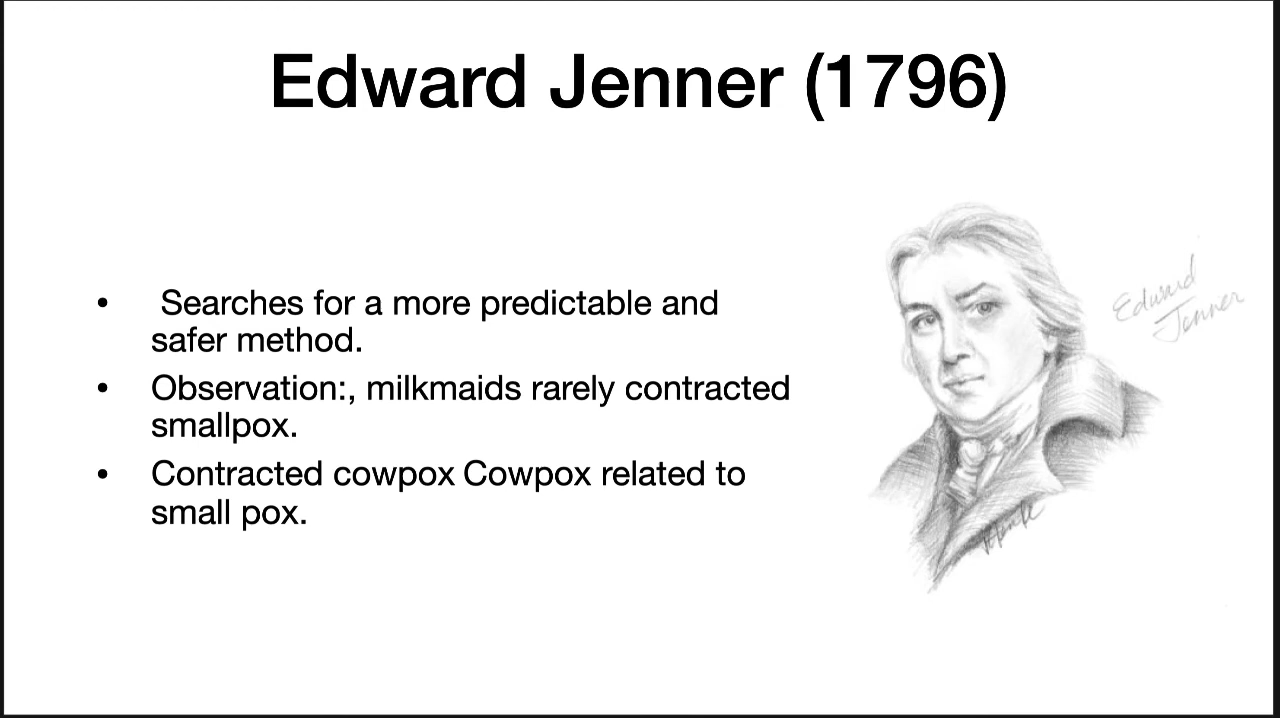 Edward Jenner (1796)
• Searches for a more predictable and
safer method.
• Observation:, milkmaids rarely contracted
smallpox.
• Contracted cowpox Cowpox related to
small pox.
Edward
Jenner